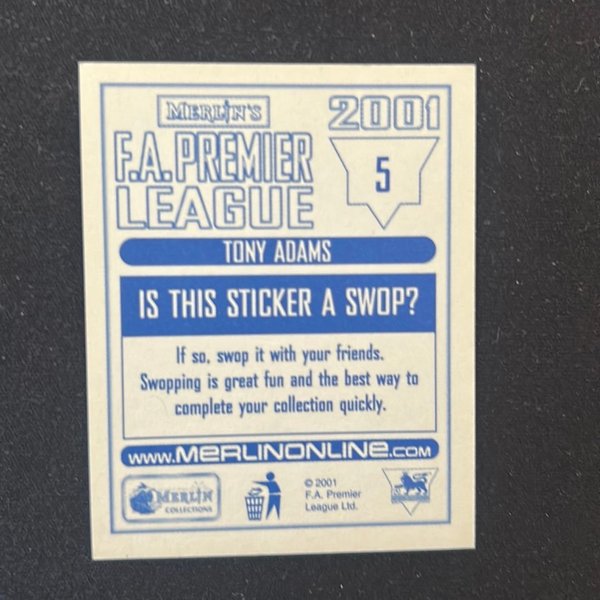 MERLIN'S
2001
F.A. PREMIER
LEAGUE
5
TONY ADAMS
IS THIS STICKER A SWOP?
If so, swop it with your friends.
Swopping is great fun and the best way to
complete your collection quickly.
www.MERLINONLINE.COM
MERLIN
COLLECTIONS
© 2001
F.A. Premier
League Ltd.